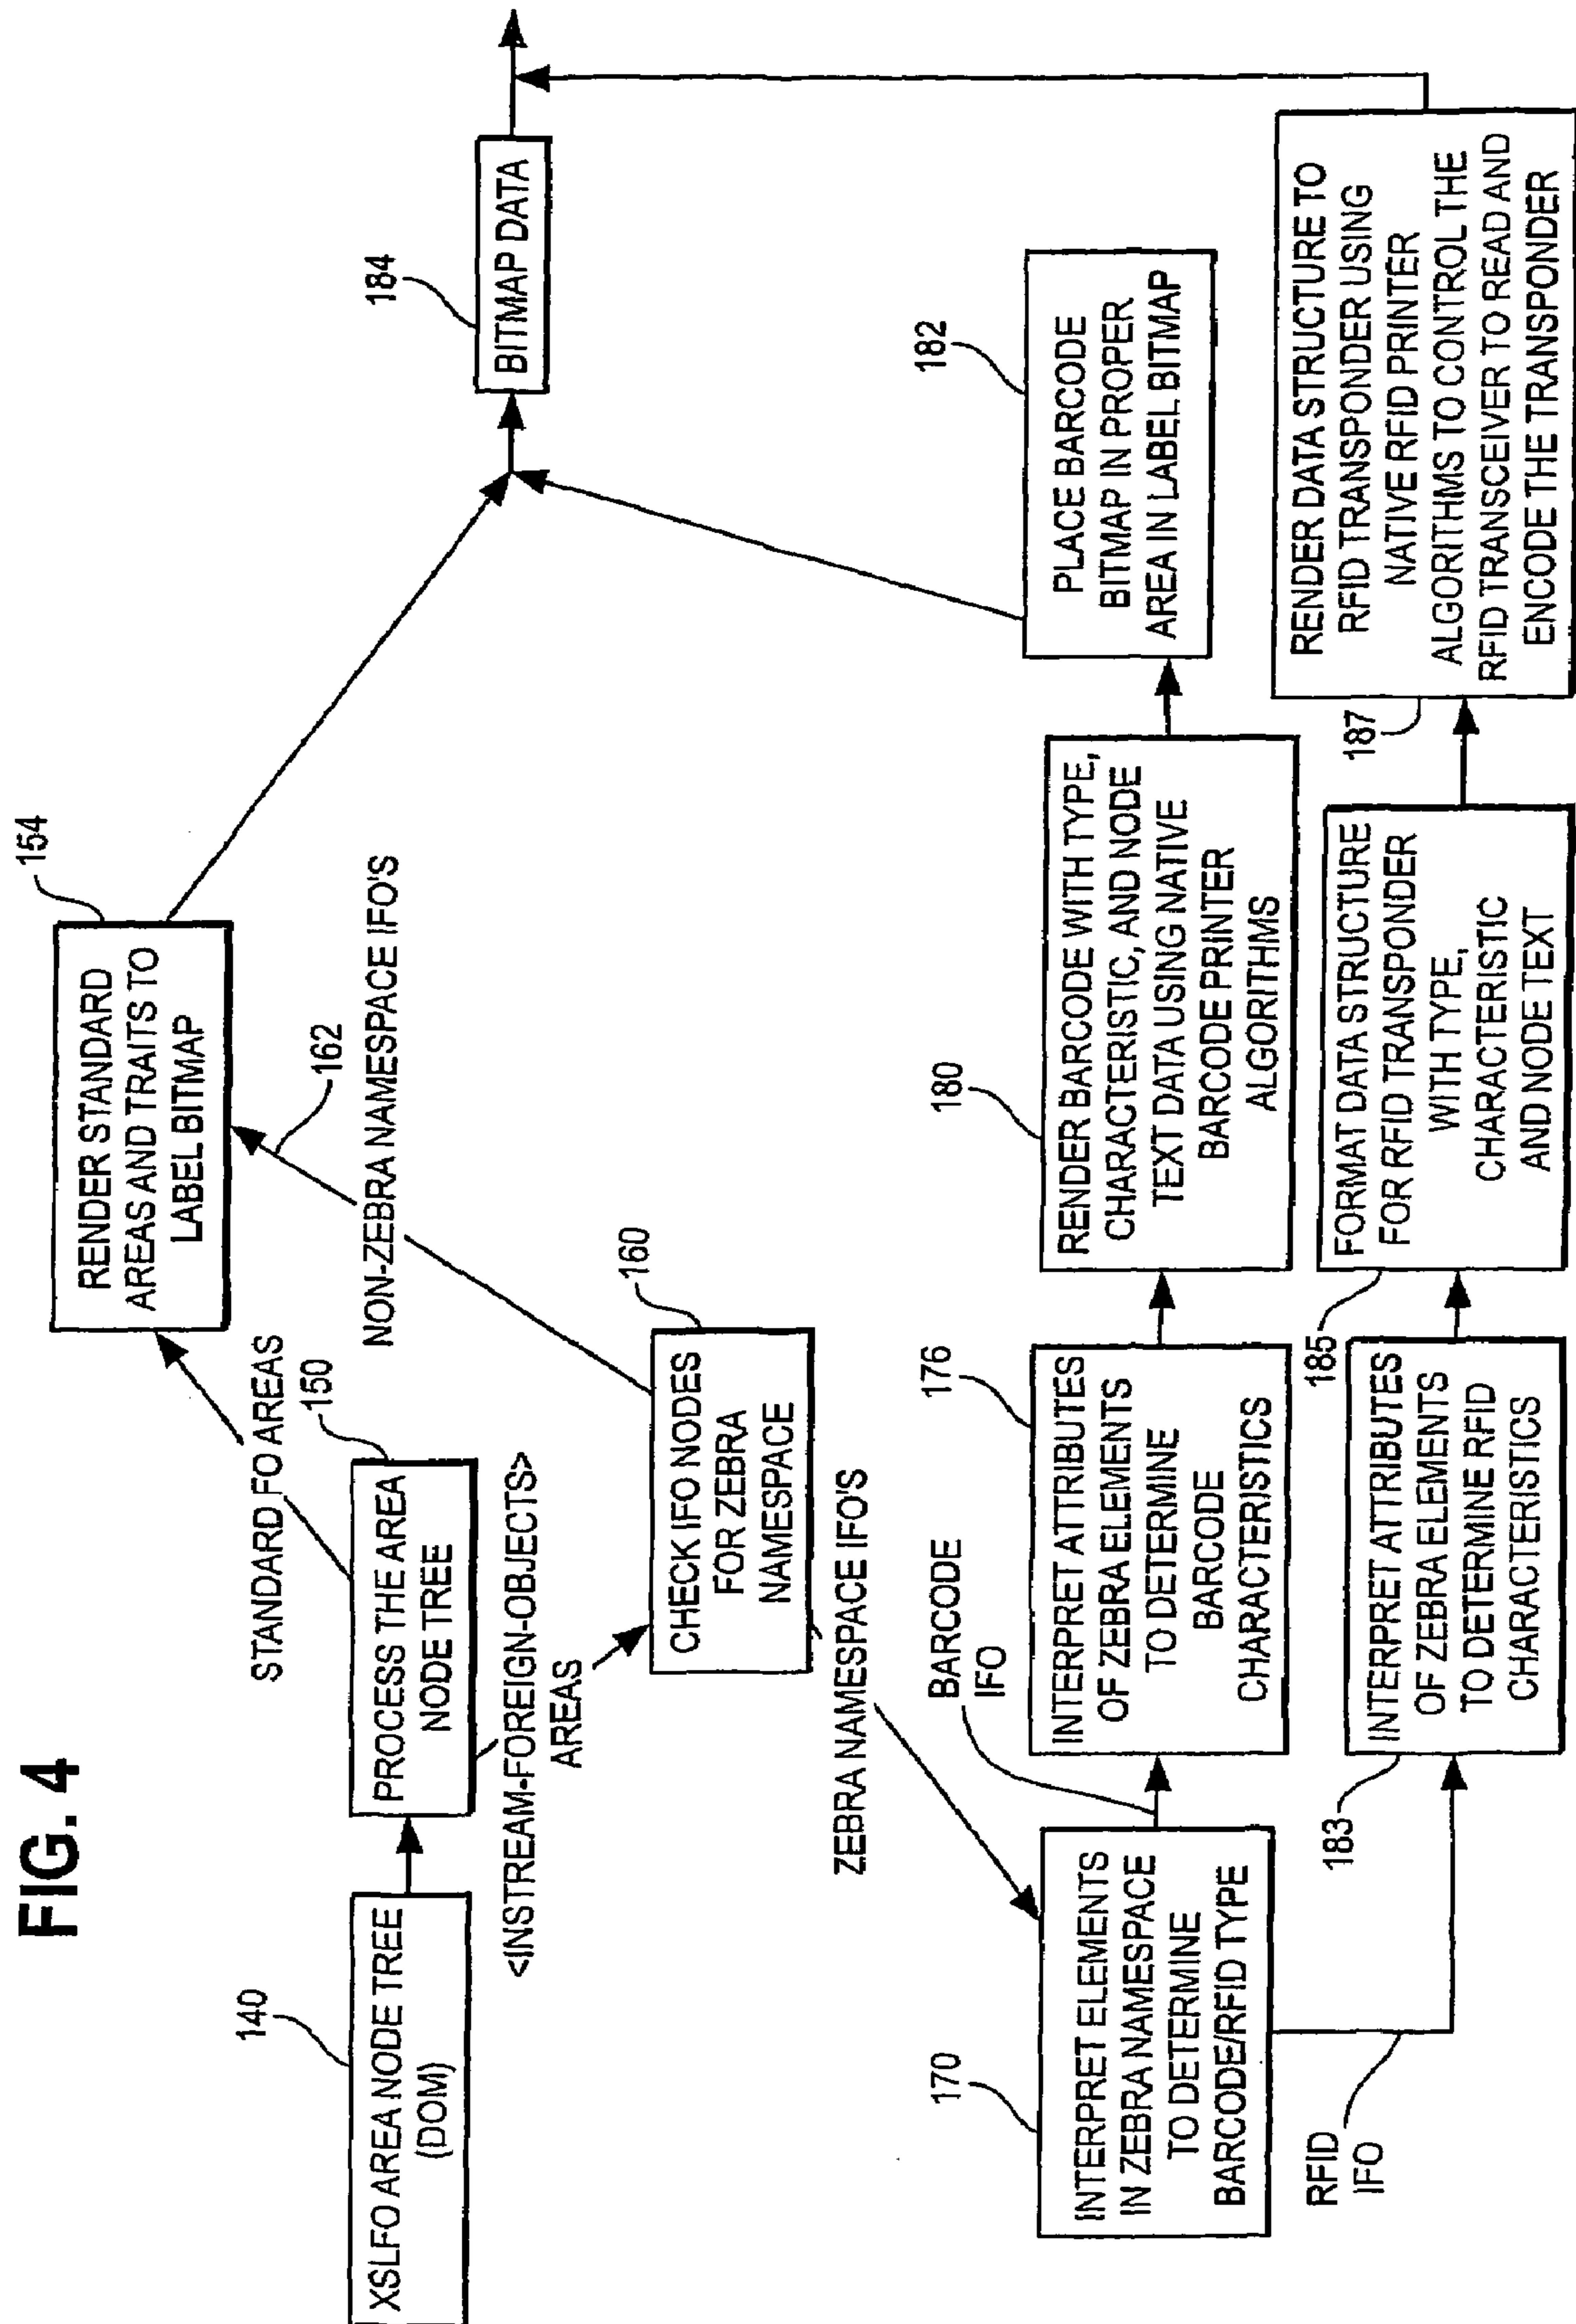 FIG. 4
140
XSLFO AREA NODE TREE
(DOM)
150
PROCESS THE AREA
NODE TREE
STANDARD FO AREAS
154
RENDER STANDARD
AREAS AND TRAITS TO
LABEL BITMAP
<INSTREAM-FOREIGN-OBJECTS>
AREAS
160
CHECK IFO NODES
FOR ZEBRA
NAMESPACE
NON-ZEBRA NAMESPACE IFO'S
162
184
BITMAP DATA
ZEBRA NAMESPACE IFO'S
170
INTERPRET ELEMENTS
IN ZEBRA NAMESPACE
TO DETERMINE
BARCODE/RFID TYPE
BARCODE
IFO
176
INTERPRET ATTRIBUTES
OF ZEBRA ELEMENTS
TO DETERMINE
BARCODE
CHARACTERISTICS
180
RENDER BARCODE WITH TYPE,
CHARACTERISTIC, AND NODE
TEXT DATA USING NATIVE
BARCODE PRINTER
ALGORITHMS
182
PLACE BARCODE
BITMAP IN PROPER
AREA IN LABEL BITMAP
RFID
IFO
183
INTERPRET ATTRIBUTES
OF ZEBRA ELEMENTS
TO DETERMINE RFID
CHARACTERISTICS
185
FORMAT DATA STRUCTURE
FOR RFID TRANSPONDER
WITH TYPE,
CHARACTERISTIC
AND NODE TEXT
187
RENDER DATA STRUCTURE TO
RFID TRANSPONDER USING
NATIVE RFID PRINTER
ALGORITHMS TO CONTROL THE
RFID TRANSCEIVER TO READ AND
ENCODE THE TRANSPONDER